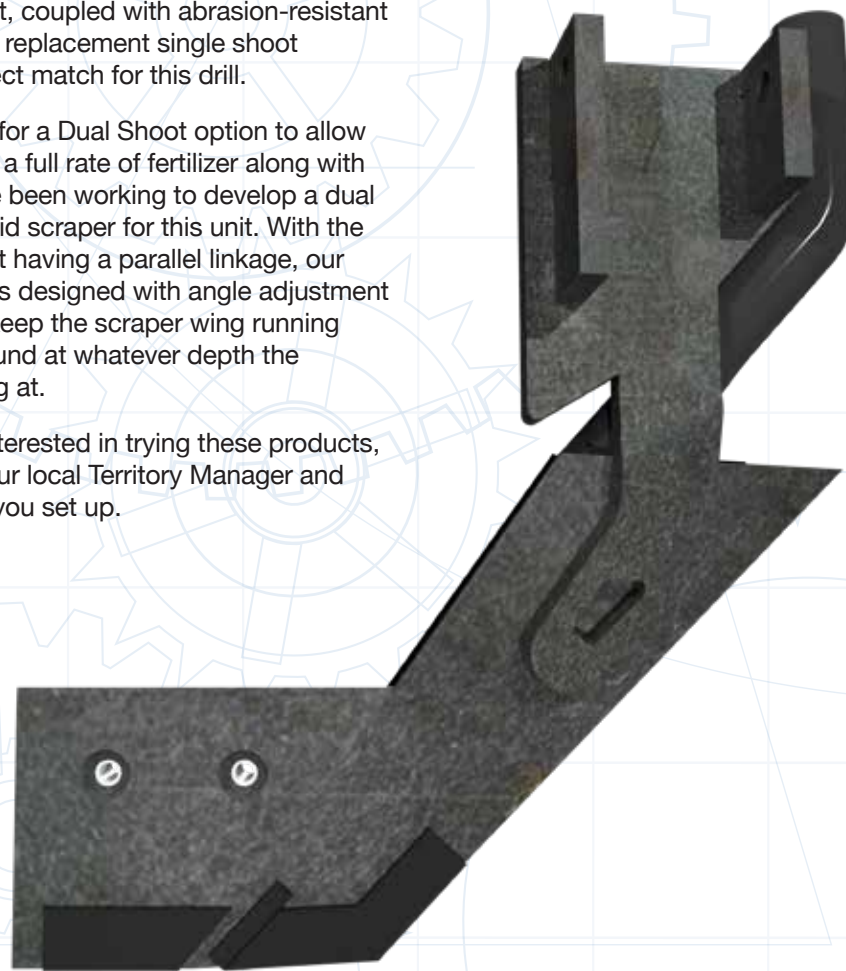 t, coupled with abrasion-resistant
replacement single shoot
ect match for this drill.
for a Dual Shoot option to allow
a full rate of fertilizer along with
e been working to develop a dual
id scraper for this unit. With the
t having a parallel linkage, our
s designed with angle adjustment
eep the scraper wing running
und at whatever depth the
g at.
terested in trying these products,
ur local Territory Manager and
you set up.